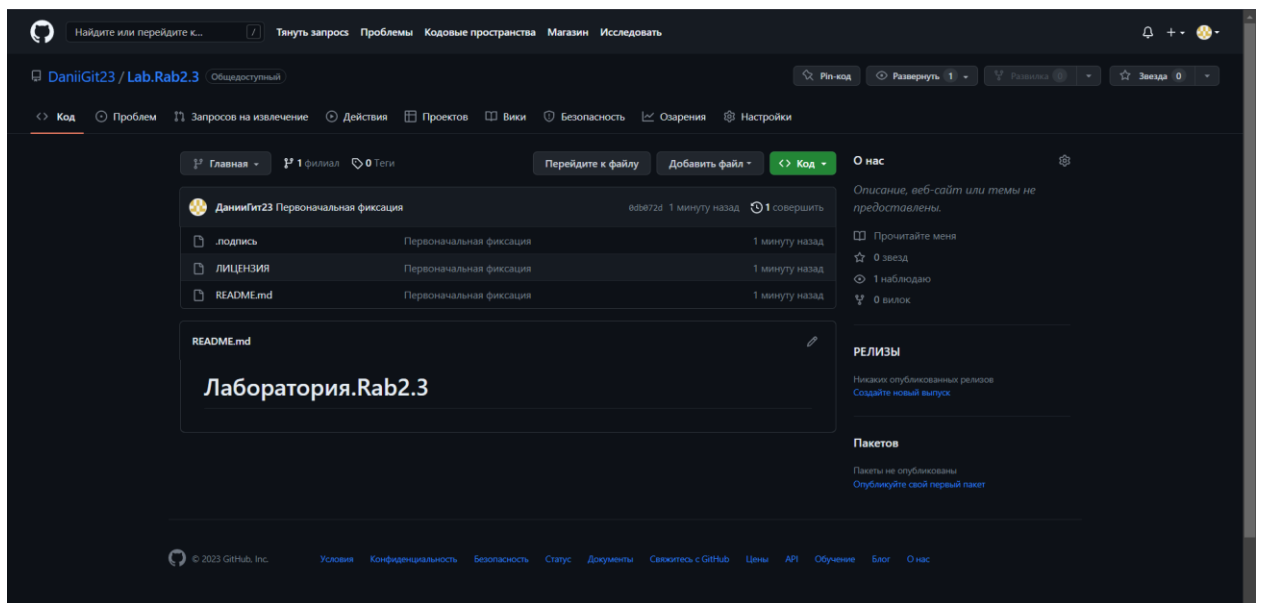 Найдите или перейдите к... / Тянуть запрос Проблемы Кодовые пространства Магазин Исследовать
DaniiGit23 / Lab.Rab2.3 Общедоступный Pin-код Развернуть 1 Развилка 0 Звезда 0
<> Код Проблем Запросов на извлечение Действия Проектов Вики Безопасность Озарения Настройки
Главная 1 филиал 0 Теги Перейдите к файлу Добавить файл <> Код
ДанииГит23 Первоначальная фиксация 0db072d 1 минуту назад 1 совершить
.подпись Первоначальная фиксация 1 минуту назад
ЛИЦЕНЗИЯ Первоначальная фиксация 1 минуту назад
README.md Первоначальная фиксация 1 минуту назад
README.md
Лаборатория.Rab2.3
О нас
Описание, веб-сайт или темы не
предоставлены.
Прочитайте меня
0 звезд
1 наблюдаю
0 вилок
РЕЛИЗЫ
Никаких опубликованных релизов
Создайте новый выпуск
Пакетов
Пакеты не опубликованы
Опубликуйте свой первый пакет
© 2023 GitHub, Inc. Условия Конфиденциальность Безопасность Статус Документы Свяжитесь с GitHub Цены API Обучение Блог О нас